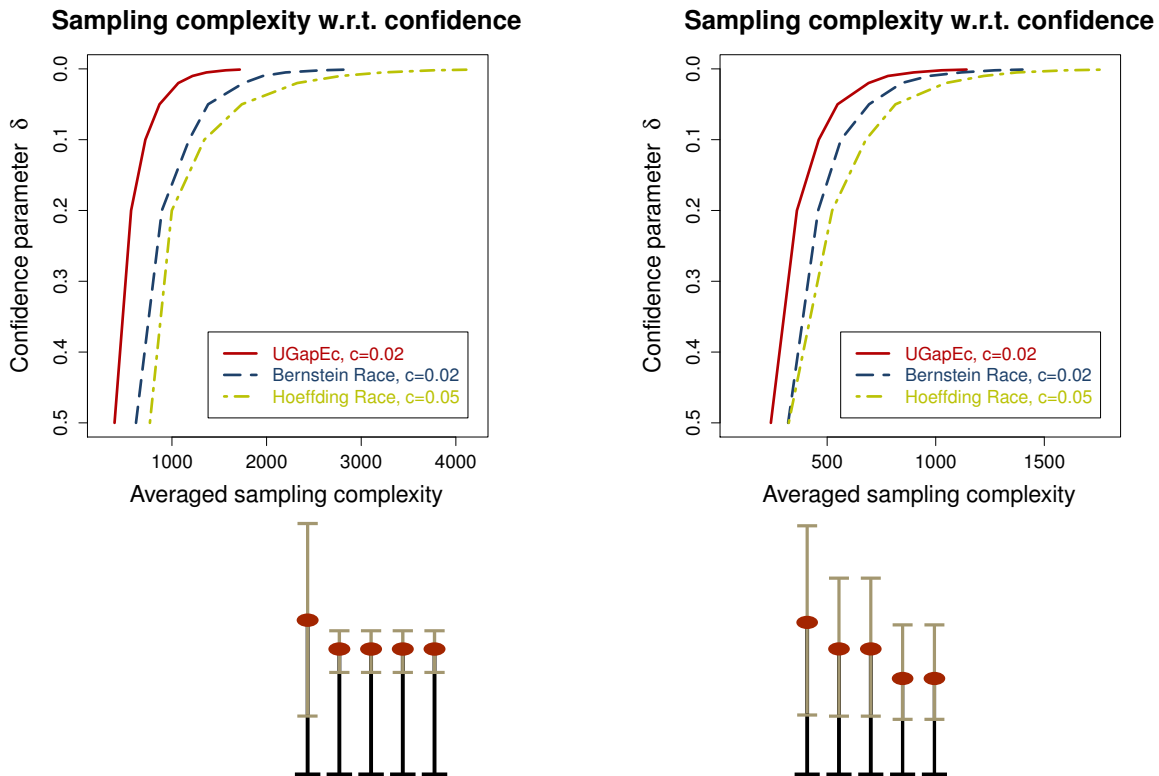 Sampling complexity w.r.t. confidence
0.0
0.1
0.2
0.3
0.4
0.5
Confidence parameter δ
UGapEc, c=0.02
Bernstein Race, c=0.02
Hoeffding Race, c=0.05
1000 2000 3000 4000
Averaged sampling complexity
Sampling complexity w.r.t. confidence
0.0
0.1
0.2
0.3
0.4
0.5
Confidence parameter δ
UGapEc, c=0.02
Bernstein Race, c=0.02
Hoeffding Race, c=0.05
500 1000 1500
Averaged sampling complexity